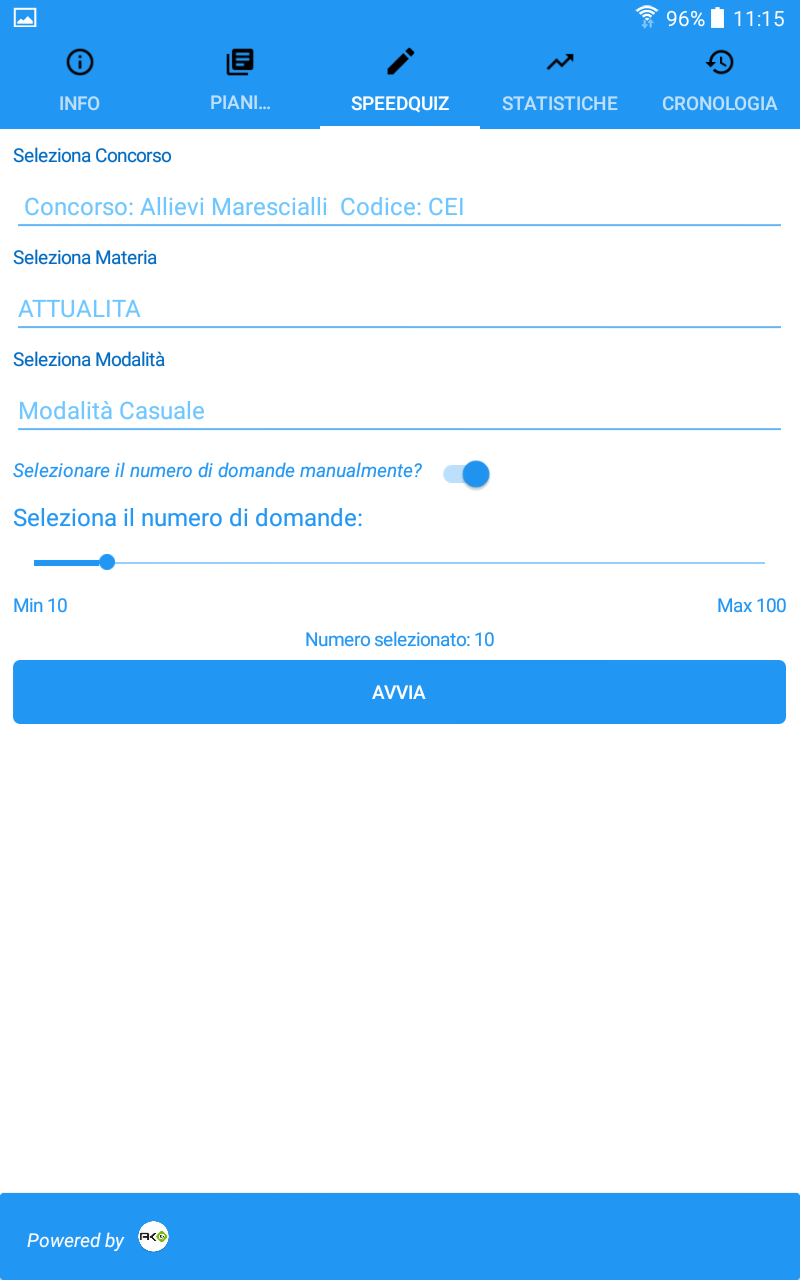 96% 11:15
INFO PIANI... SPEEDQUIZ STATISTICHE CRONOLOGIA
Seleziona Concorso
Concorso: Allievi Marescialli Codice: CEI
Seleziona Materia
ATTUALITA
Seleziona Modalità
Modalità Casuale
Selezionare il numero di domande manualmente?
Seleziona il numero di domande:
Min 10 Max 100
Numero selezionato: 10
AVVIA
Powered by